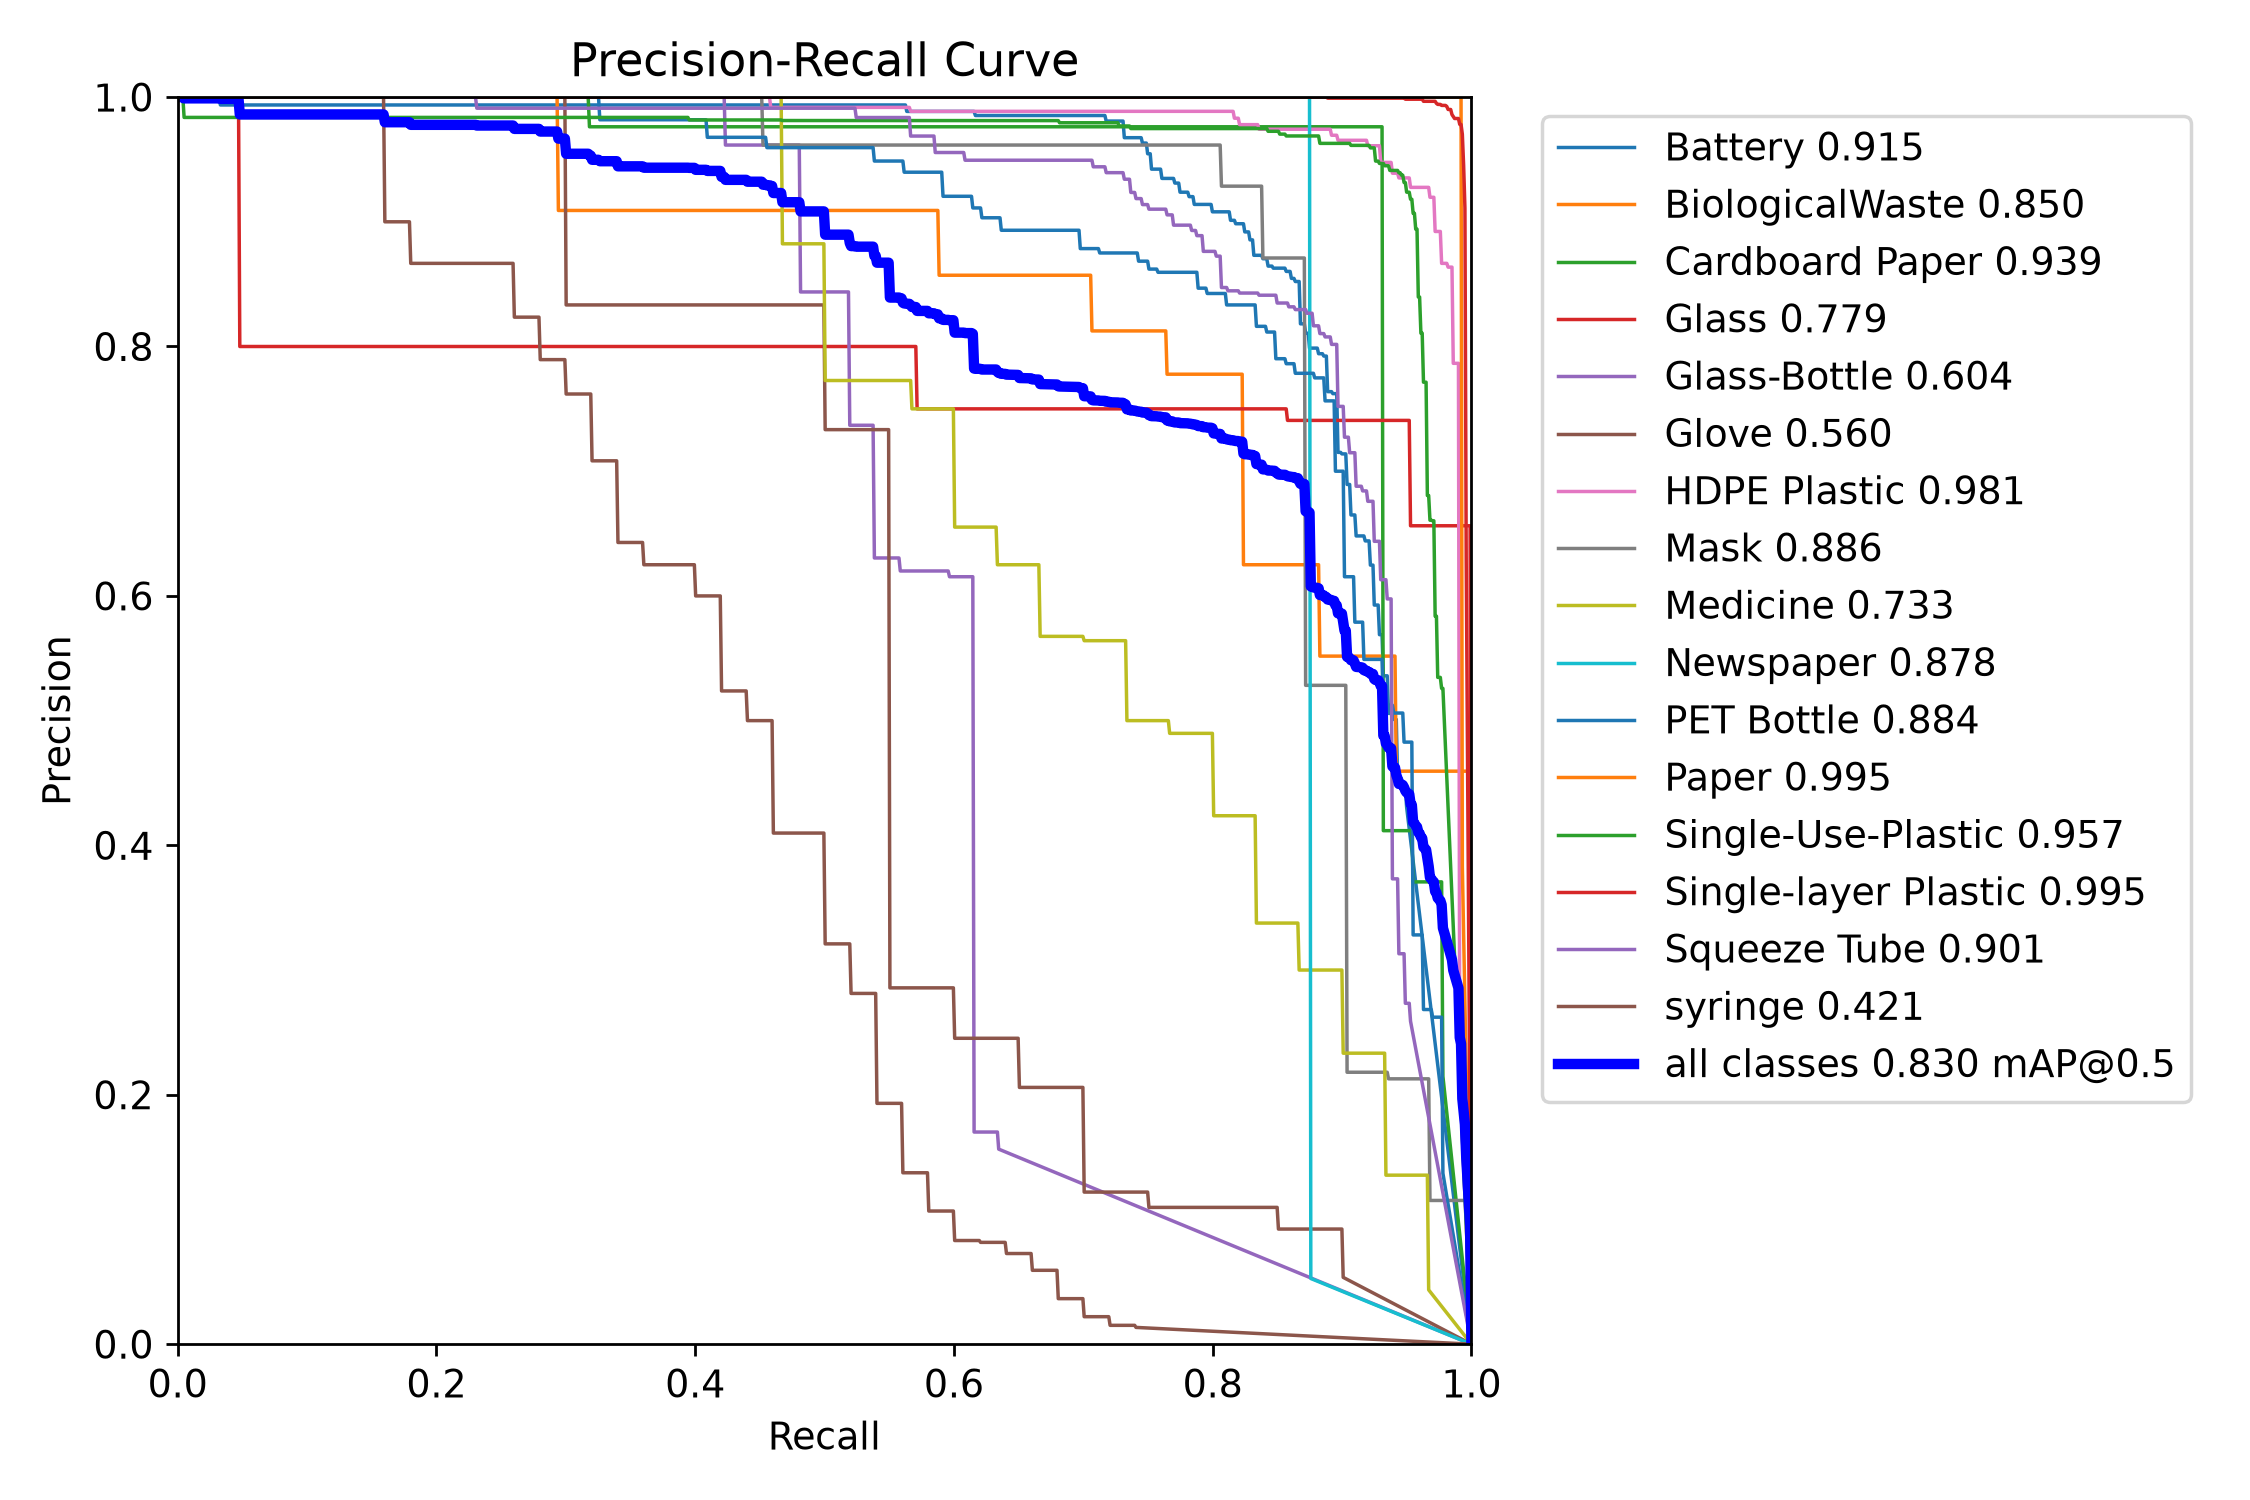 Precision-Recall Curve
1.0
0.8
0.6
0.4
0.2
0.0
Precision
0.0 0.2 0.4 0.6 0.8 1.0
Recall
Battery 0.915
BiologicalWaste 0.850
Cardboard Paper 0.939
Glass 0.779
Glass-Bottle 0.604
Glove 0.560
HDPE Plastic 0.981
Mask 0.886
Medicine 0.733
Newspaper 0.878
PET Bottle 0.884
Paper 0.995
Single-Use-Plastic 0.957
Single-layer Plastic 0.995
Squeeze Tube 0.901
syringe 0.421
all classes 0.830 mAP@0.5